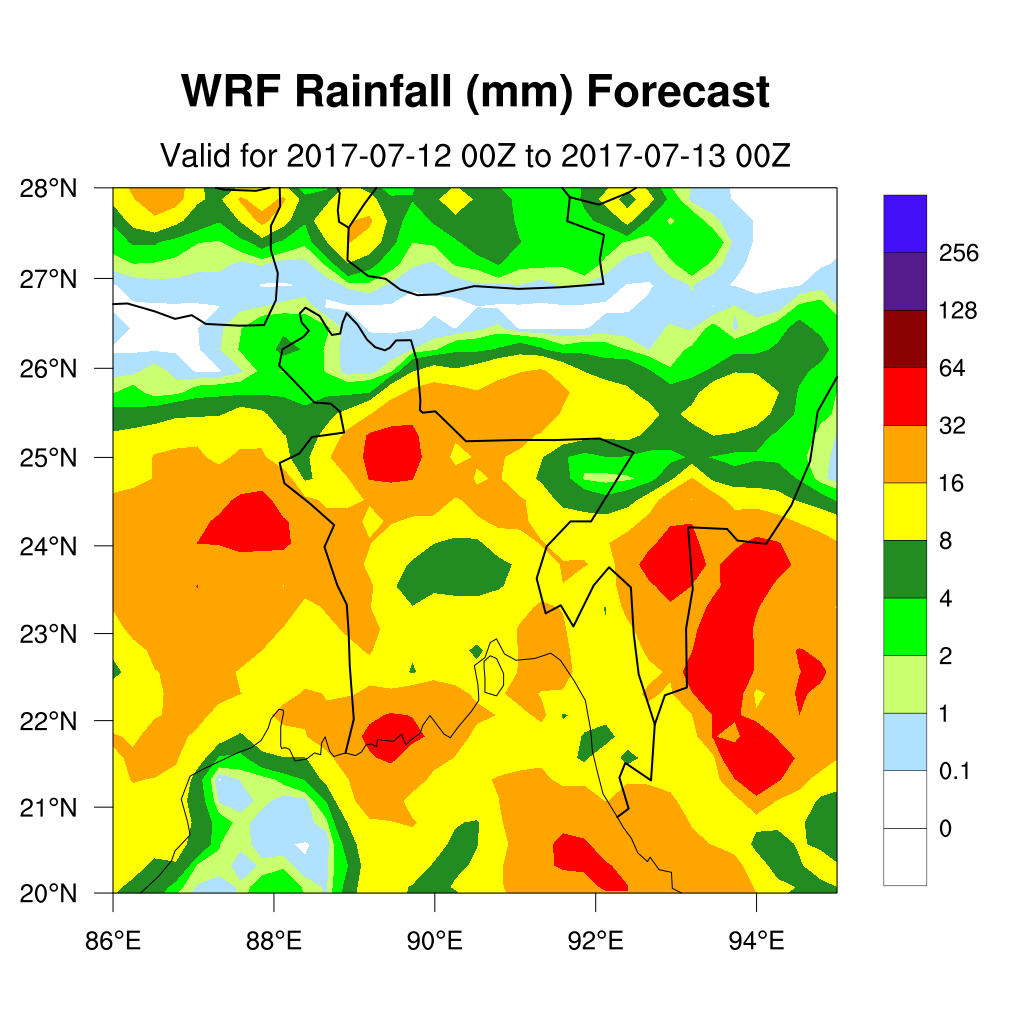 WRF Rainfall (mm) Forecast
Valid for 2017-07-12 00Z to 2017-07-13 00Z
28°N
27°N
26°N
25°N
24°N
23°N
22°N
21°N
20°N
86°E 88°E 90°E 92°E 94°E
256
128
64
32
16
8
4
2
1
0.1
0